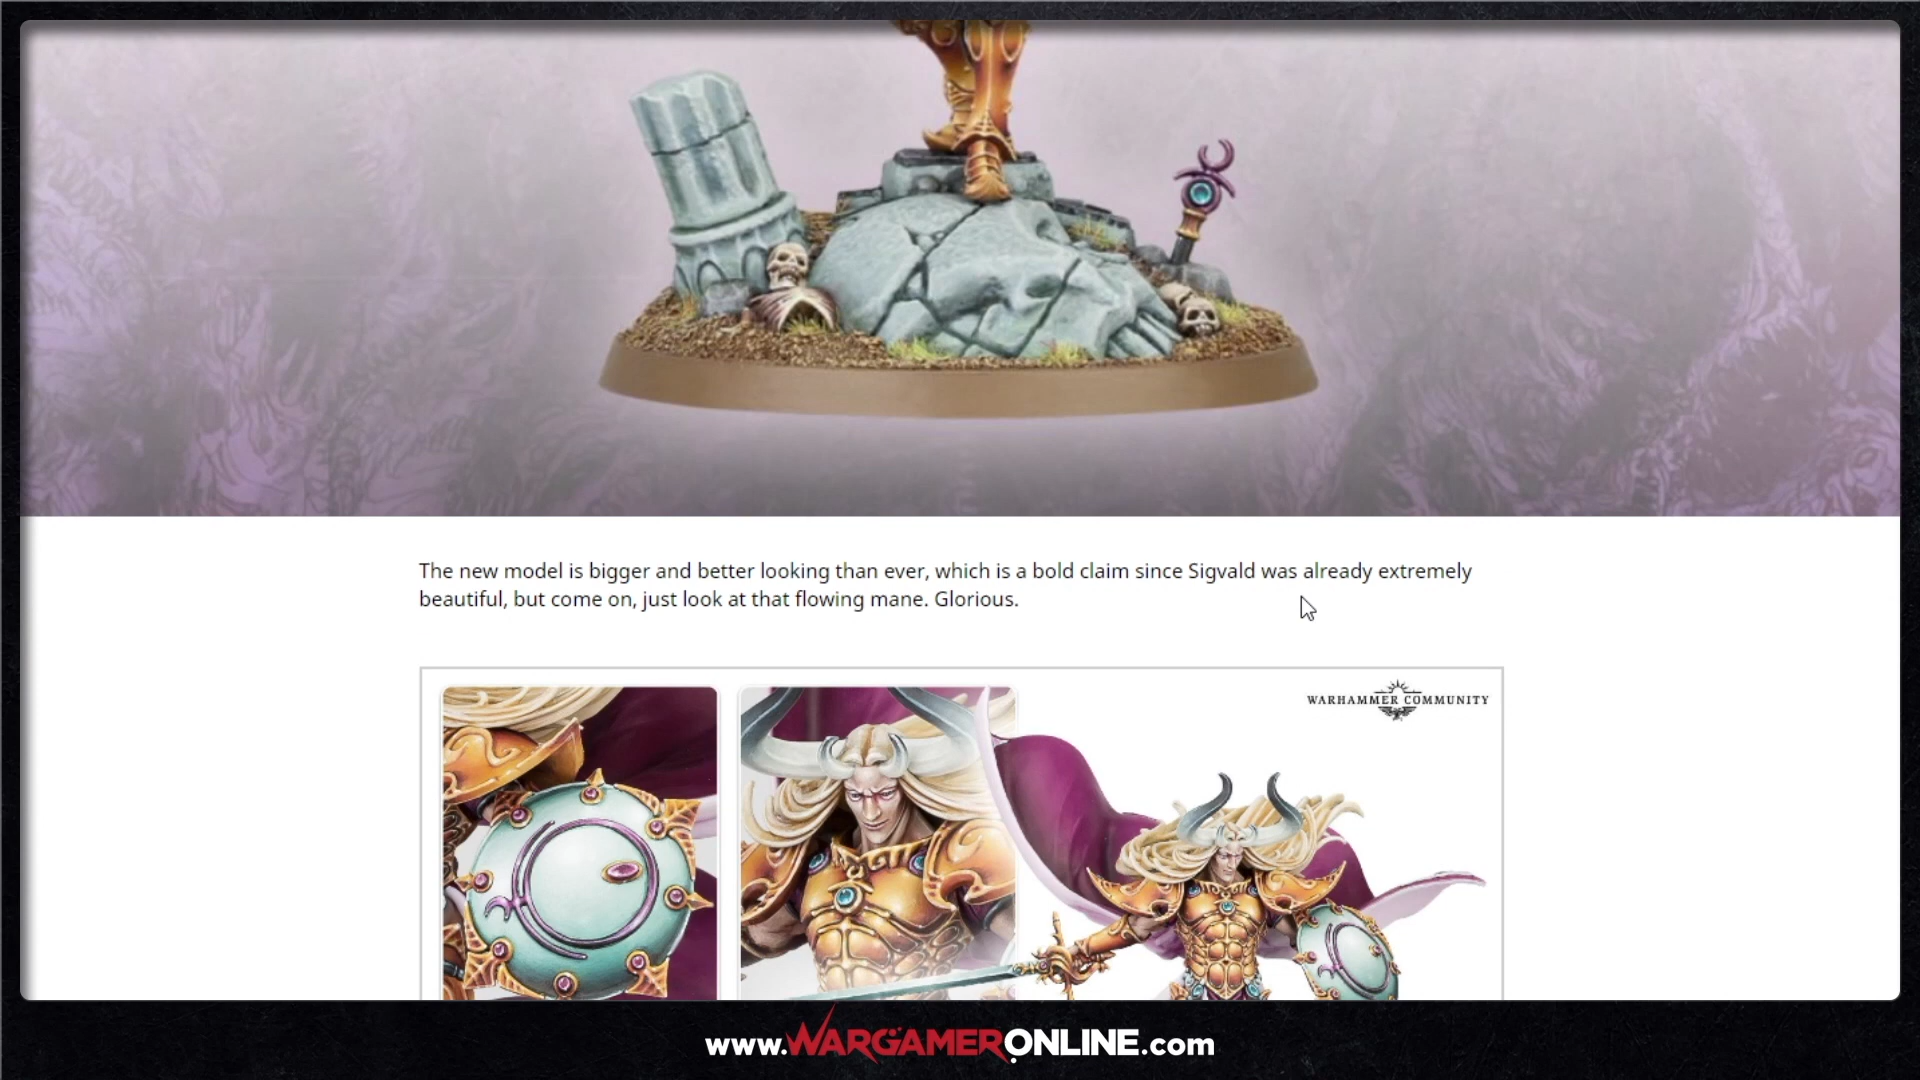 The new model is bigger and better looking than ever, which is a bold claim since Sigvald was already extremely
beautiful, but come on, just look at that flowing mane. Glorious.
WARHAMMER COMMUNITY
www.WARGAMERONLINE.com